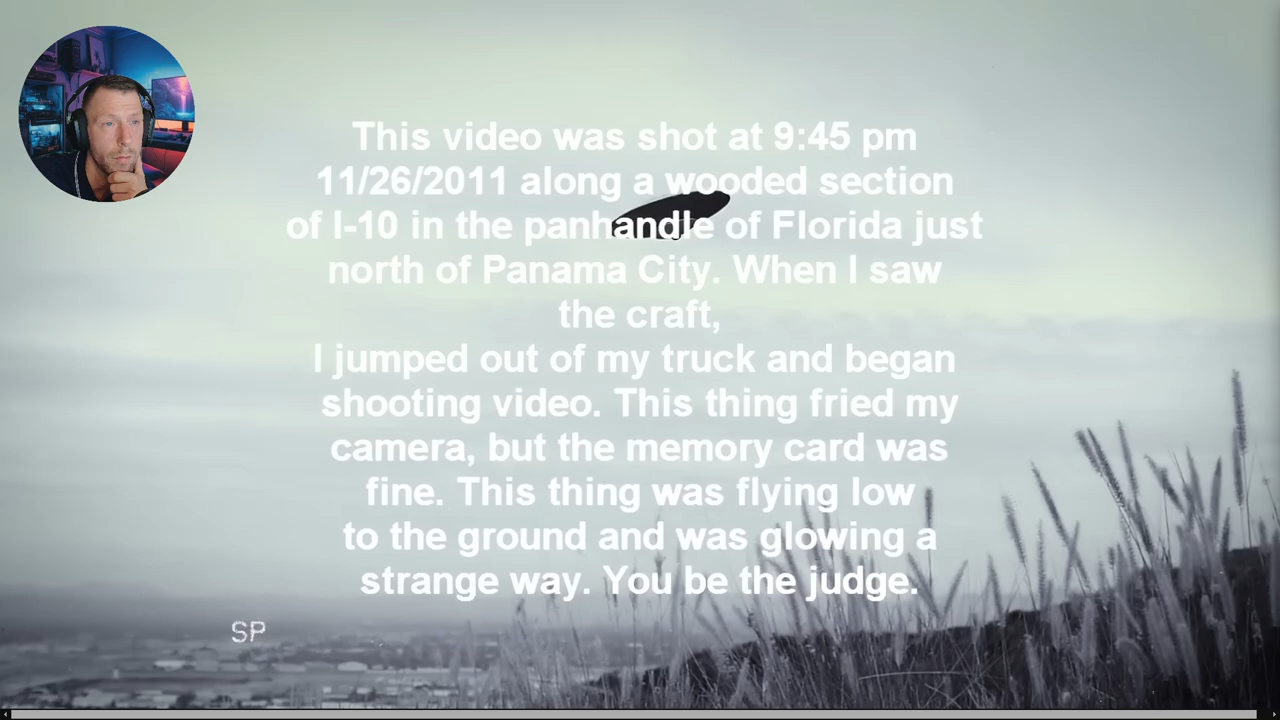 This video was shot at 9:45 pm
11/26/2011 along a wooded section
of I-10 in the panhandle of Florida just
north of Panama City. When I saw
the craft,
I jumped out of my truck and began
shooting video. This thing fried my
camera, but the memory card was
fine. This thing was flying low
to the ground and was glowing a
strange way. You be the judge.
SP